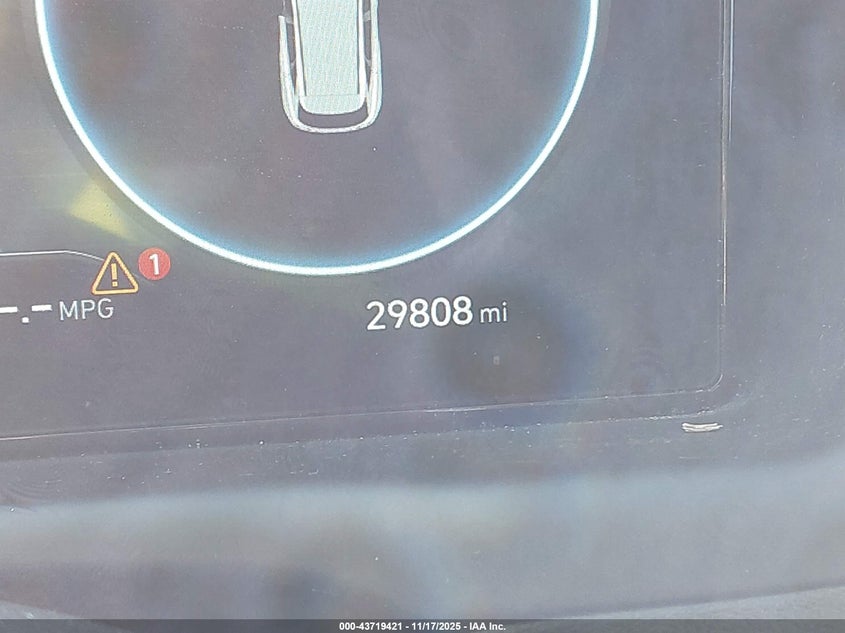 1
-.- MPG
29808 mi
000-43719421 - 11/17/2025 - IAA Inc.